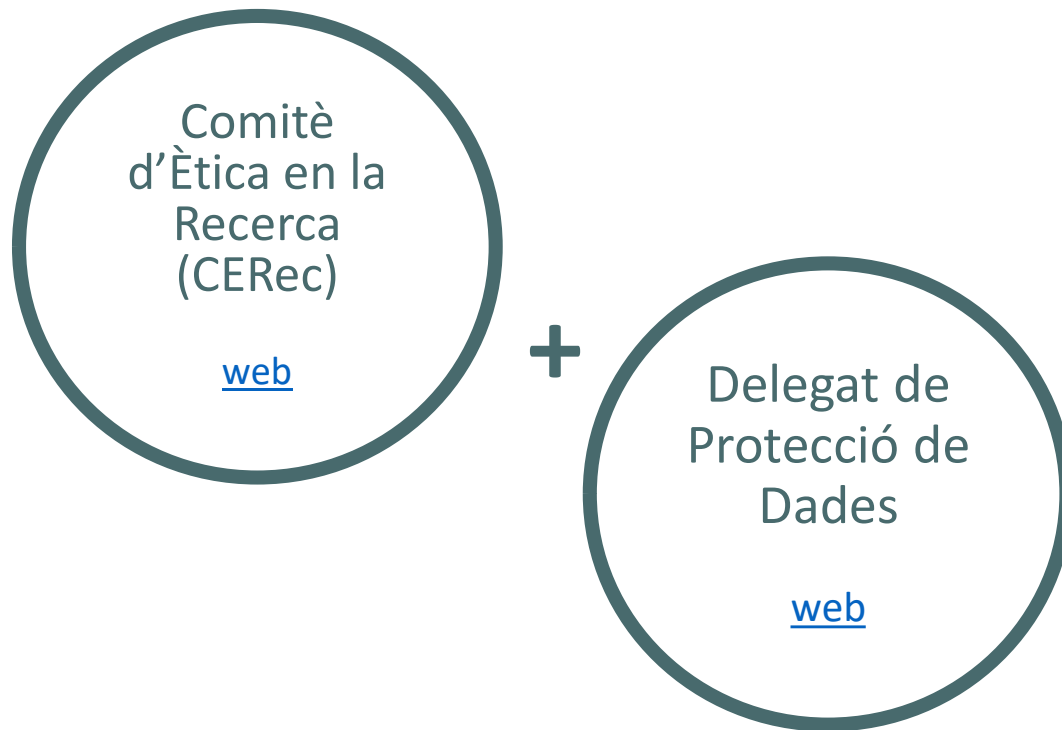 Comitè
d’Ètica en la
Recerca
(CERec)
web
+
Delegat de
Protecció de
Dades
web